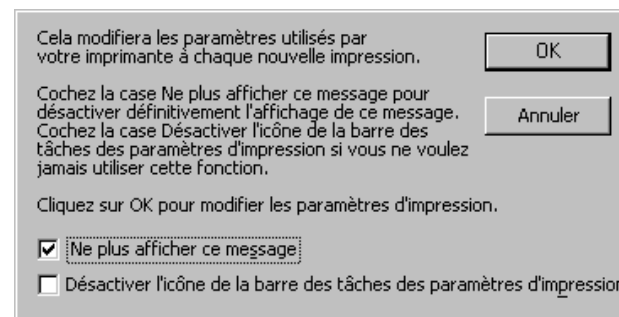 Cela modifiera les paramètres utilisés par
votre imprimante à chaque nouvelle impression.
OK
Cochez la case Ne plus afficher ce message pour
désactiver définitivement l'affichage de ce message.
Cochez la case Désactiver l'icône de la barre des
tâches des paramètres d'impression si vous ne voulez
jamais utiliser cette fonction.
Annuler
Cliquez sur OK pour modifier les paramètres d'impression.
Ne plus afficher ce message
Désactiver l'icône de la barre des tâches des paramètres d'impression